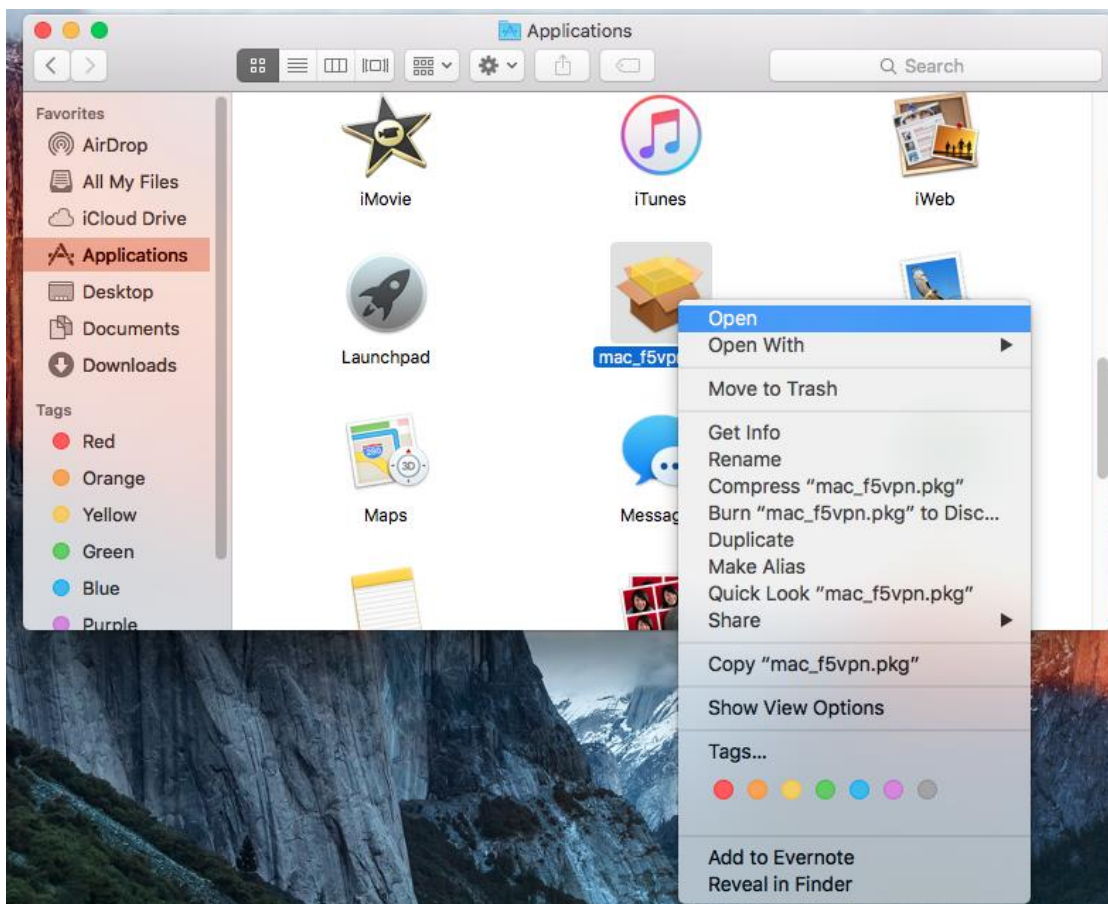 Applications
Search
Favorites
AirDrop
All My Files
iCloud Drive
Applications
Desktop
Documents
Downloads
Tags
Red
Orange
Yellow
Green
Blue
Purple
iMovie
iTunes
iWeb
Launchpad
Maps
3D
Open
Open With
Move to Trash
Get Info
Rename
Compress “mac_f5vpn.pkg”
Burn “mac_f5vpn.pkg” to Disc...
Duplicate
Make Alias
Quick Look “mac_f5vpn.pkg”
Share
Copy “mac_f5vpn.pkg”
Show View Options
Tags...
Add to Evernote
Reveal in Finder